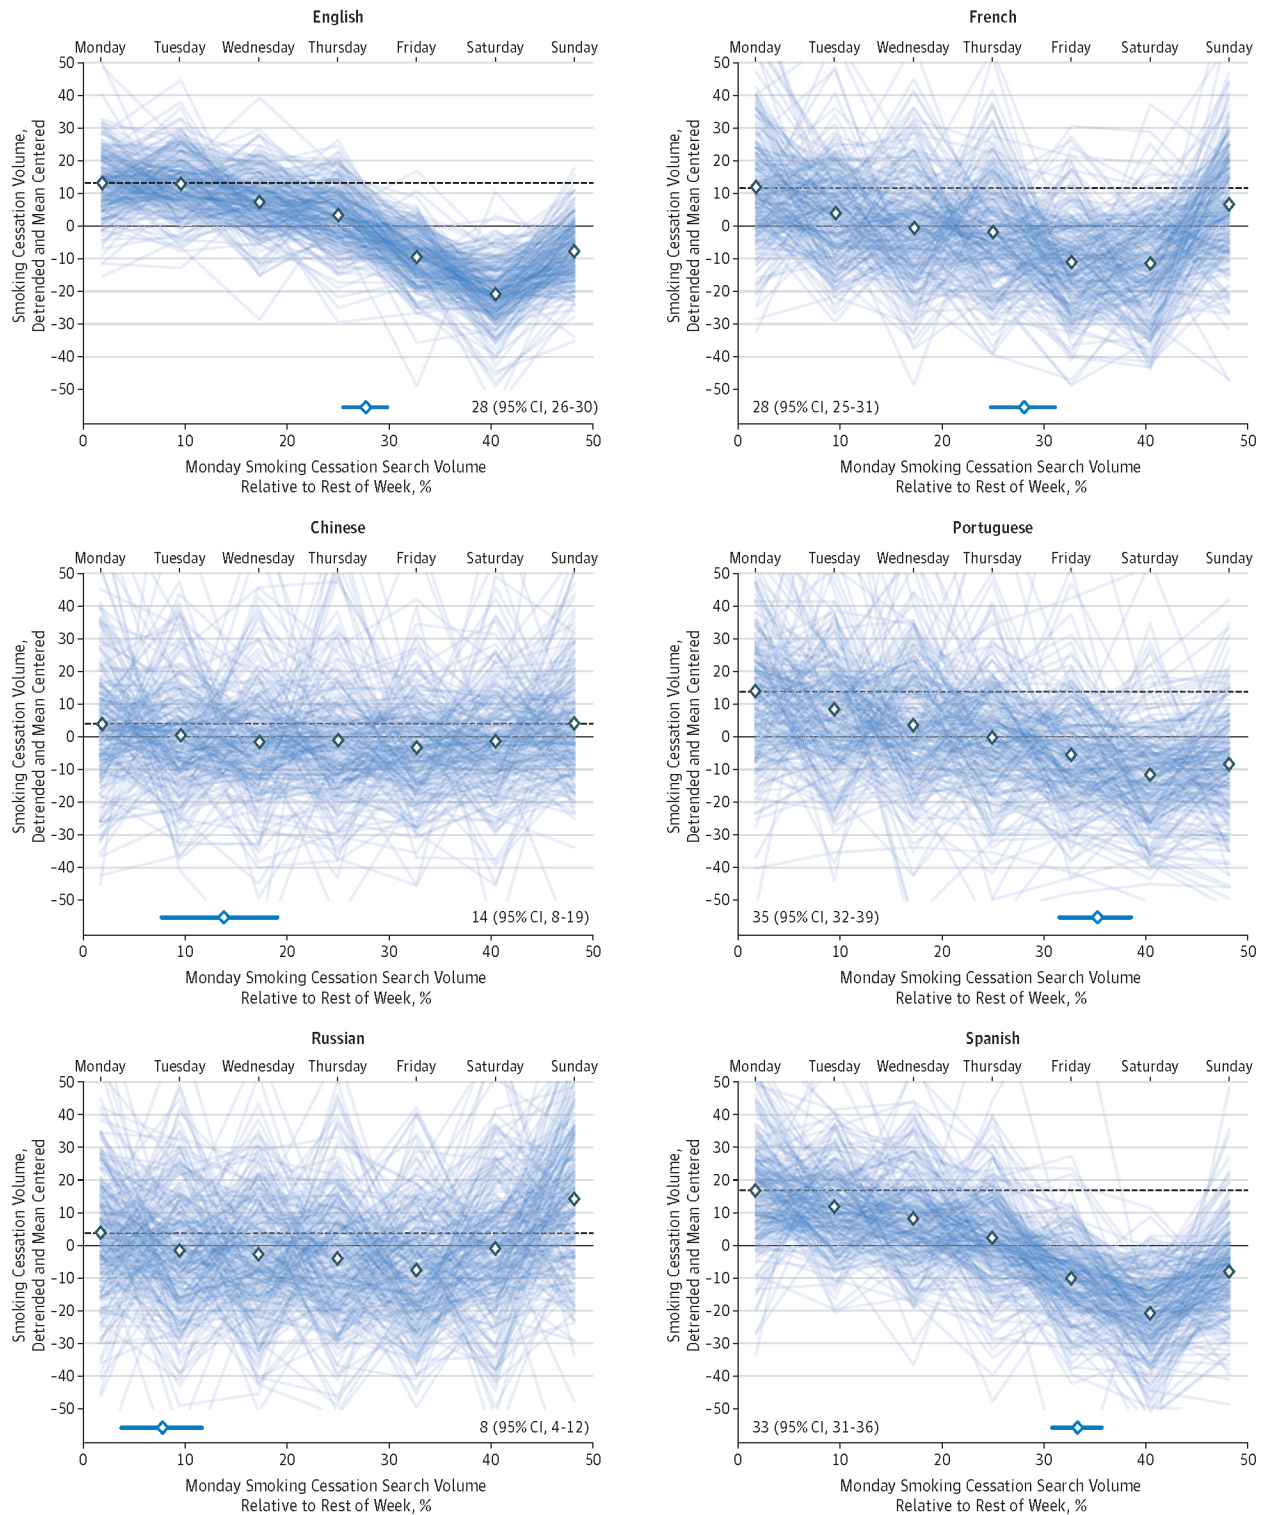 English
Monday Tuesday Wednesday Thursday Friday Saturday Sunday
50
40
30
20
10
0
-10
-20
-30
-40
-50
Smoking Cessation Volume,
Detrended and Mean Centered
28 (95% CI, 26-30)
0 10 20 30 40 50
Monday Smoking Cessation Search Volume
Relative to Rest of Week, %
French
Monday Tuesday Wednesday Thursday Friday Saturday Sunday
50
40
30
20
10
0
-10
-20
-30
-40
-50
Smoking Cessation Volume,
Detrended and Mean Centered
28 (95% CI, 25-31)
0 10 20 30 40 50
Monday Smoking Cessation Search Volume
Relative to Rest of Week, %
Chinese
Monday Tuesday Wednesday Thursday Friday Saturday Sunday
50
40
30
20
10
0
-10
-20
-30
-40
-50
Smoking Cessation Volume,
Detrended and Mean Centered
14 (95% CI, 8-19)
0 10 20 30 40 50
Monday Smoking Cessation Search Volume
Relative to Rest of Week, %
Portuguese
Monday Tuesday Wednesday Thursday Friday Saturday Sunday
50
40
30
20
10
0
-10
-20
-30
-40
-50
Smoking Cessation Volume,
Detrended and Mean Centered
35 (95% CI, 32-39)
0 10 20 30 40 50
Monday Smoking Cessation Search Volume
Relative to Rest of Week, %
Russian
Monday Tuesday Wednesday Thursday Friday Saturday Sunday
50
40
30
20
10
0
-10
-20
-30
-40
-50
Smoking Cessation Volume,
Detrended and Mean Centered
8 (95% CI, 4-12)
0 10 20 30 40 50
Monday Smoking Cessation Search Volume
Relative to Rest of Week, %
Spanish
Monday Tuesday Wednesday Thursday Friday Saturday Sunday
50
40
30
20
10
0
-10
-20
-30
-40
-50
Smoking Cessation Volume,
Detrended and Mean Centered
33 (95% CI, 31-36)
0 10 20 30 40 50
Monday Smoking Cessation Search Volume
Relative to Rest of Week, %